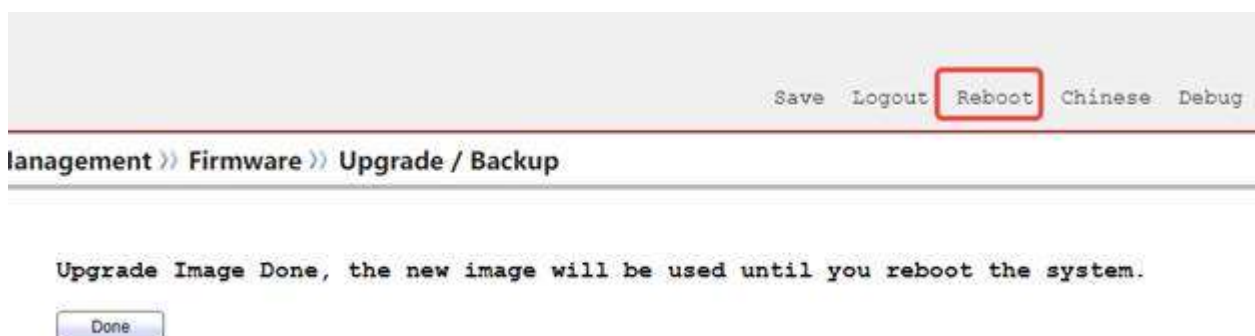 Save Logout Reboot Chinese Debug
anagement » Firmware » Upgrade / Backup
Upgrade Image Done, the new image will be used until you reboot the system.
Done